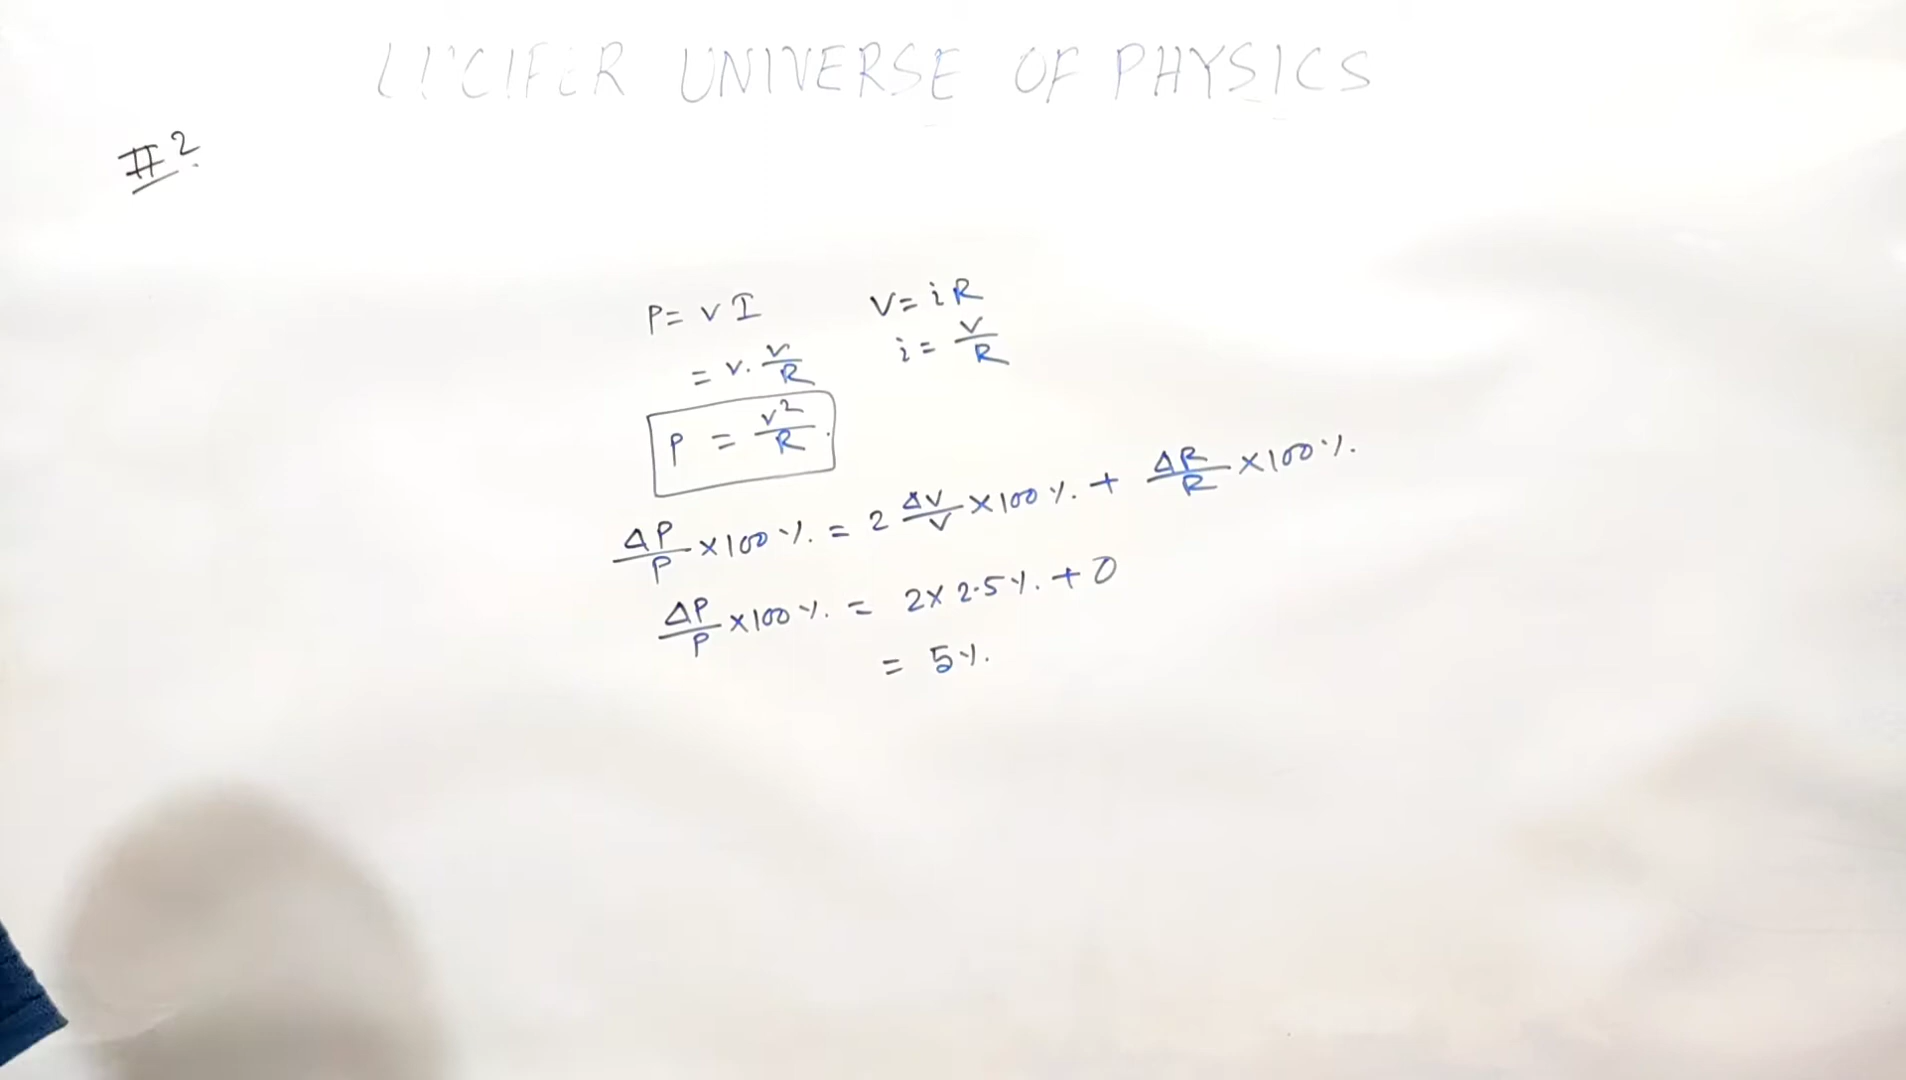 LUCIFER UNIVERSE OF PHYSICS
#2.
P = V I    V = i R
= V. V/R    i = V/R
P = V²/R.
ΔP/P ×100 %. = 2 ΔV/V ×100 %. + ΔR/R ×100 %.
ΔP/P ×100 %. = 2 × 2.5 %. + 0
= 5 %.